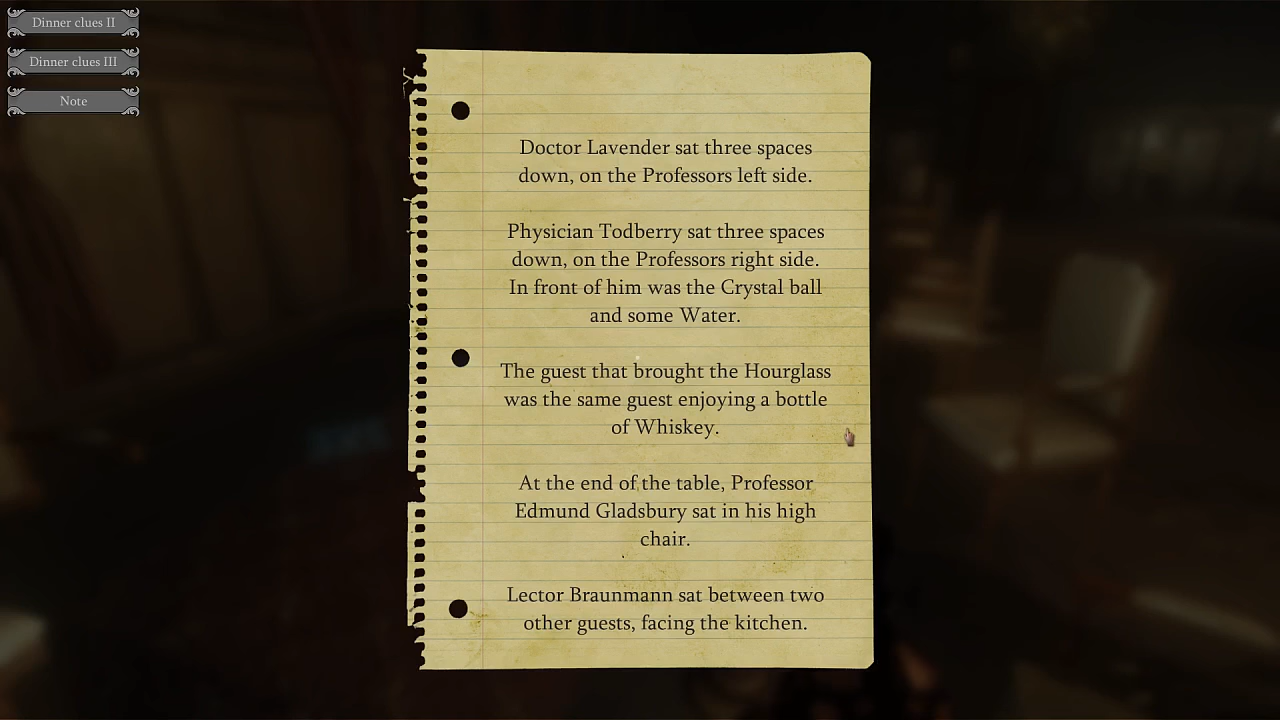 Dinner clues II
Dinner clues III
Note
Doctor Lavender sat three spaces
down, on the Professors left side.
Physician Todberry sat three spaces
down, on the Professors right side.
In front of him was the Crystal ball
and some Water.
The guest that brought the Hourglass
was the same guest enjoying a bottle
of Whiskey.
At the end of the table, Professor
Edmund Gladsbury sat in his high
chair.
Lector Braunmann sat between two
other guests, facing the kitchen.